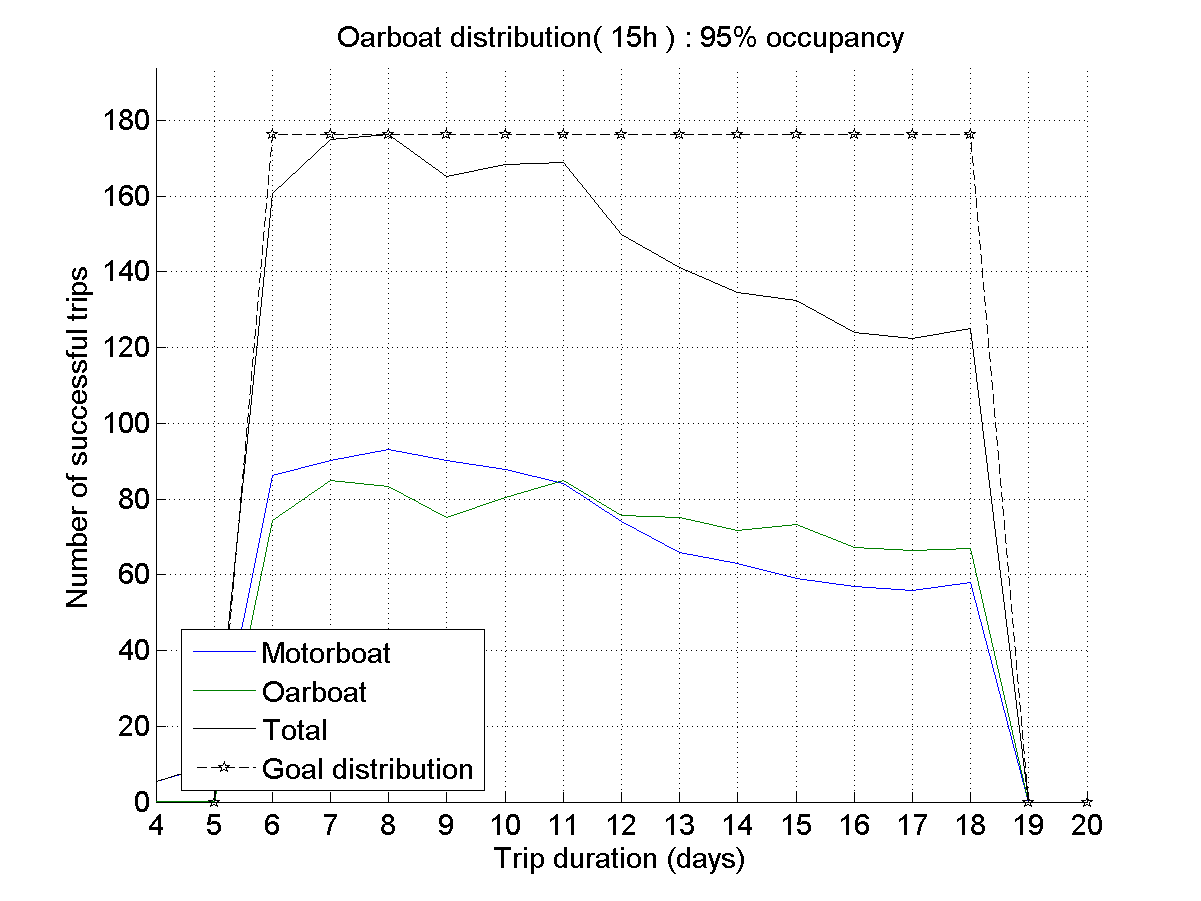 Oarboat distribution( 15h ) : 95% occupancy
Number of successful trips
180
160
140
120
100
80
60
40
20
0
Motorboat
Oarboat
Total
Goal distribution
4 5 6 7 8 9 10 11 12 13 14 15 16 17 18 19 20
Trip duration (days)